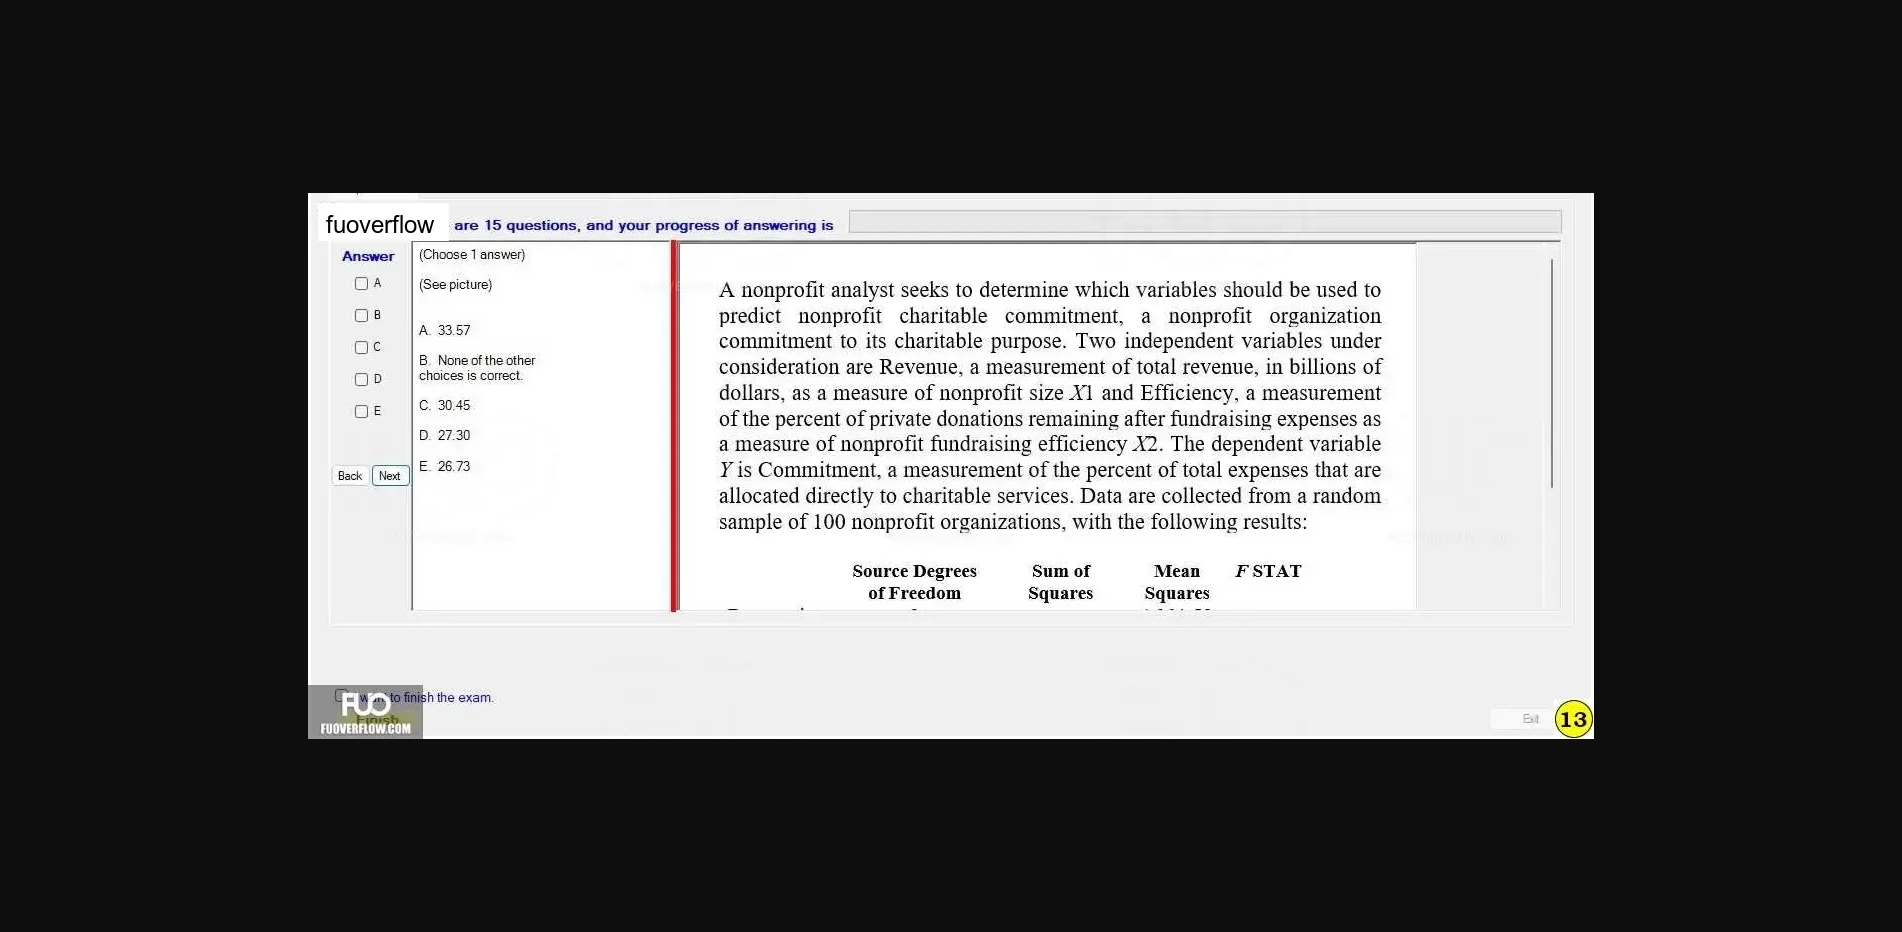 fuoverflow are 15 questions, and your progress of answering is
Answer
A
B
C
D
E
Back Next
(Choose 1 answer)
(See picture)
A. 33.57
B. None of the other
choices is correct.
C. 30.45
D. 27.30
E. 26.73
A nonprofit analyst seeks to determine which variables should be used to
predict nonprofit charitable commitment, a nonprofit organization
commitment to its charitable purpose. Two independent variables under
consideration are Revenue, a measurement of total revenue, in billions of
dollars, as a measure of nonprofit size X1 and Efficiency, a measurement
of the percent of private donations remaining after fundraising expenses as
a measure of nonprofit fundraising efficiency X2. The dependent variable
Y is Commitment, a measurement of the percent of total expenses that are
allocated directly to charitable services. Data are collected from a random
sample of 100 nonprofit organizations, with the following results:
Source Degrees Sum of Mean F STAT
of Freedom Squares Squares
I want to finish the exam.
Finish
FUO
FUOVERFLOW.COM
Exit 13